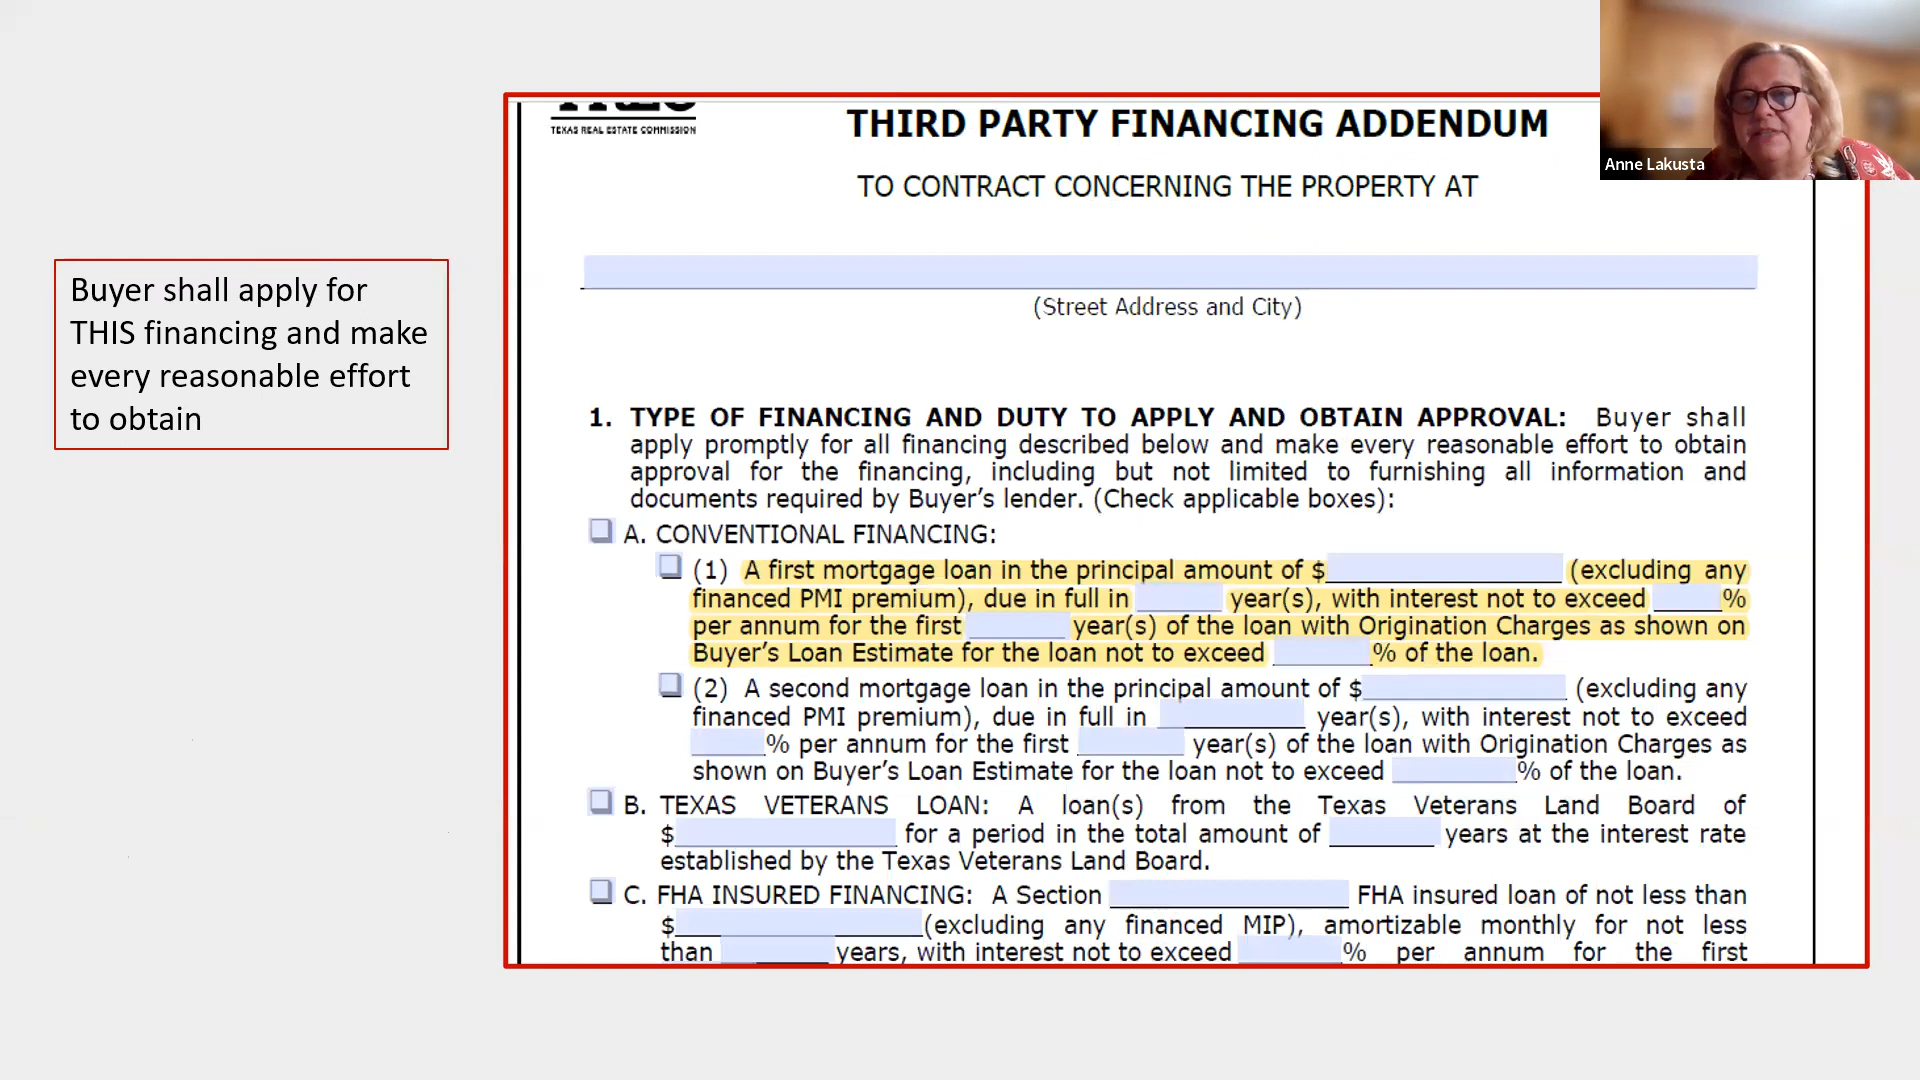 Anne Lakusta
Buyer shall apply for
THIS financing and make
every reasonable effort
to obtain
TEXAS REAL ESTATE COMMISSION
THIRD PARTY FINANCING ADDENDUM
TO CONTRACT CONCERNING THE PROPERTY AT
(Street Address and City)
1. TYPE OF FINANCING AND DUTY TO APPLY AND OBTAIN APPROVAL: Buyer shall
apply promptly for all financing described below and make every reasonable effort to obtain
approval for the financing, including but not limited to furnishing all information and
documents required by Buyer’s lender. (Check applicable boxes):
A. CONVENTIONAL FINANCING:
(1) A first mortgage loan in the principal amount of $ (excluding any
financed PMI premium), due in full in year(s), with interest not to exceed %
per annum for the first year(s) of the loan with Origination Charges as shown on
Buyer’s Loan Estimate for the loan not to exceed % of the loan.
(2) A second mortgage loan in the principal amount of $ (excluding any
financed PMI premium), due in full in year(s), with interest not to exceed
% per annum for the first year(s) of the loan with Origination Charges as
shown on Buyer’s Loan Estimate for the loan not to exceed % of the loan.
B. TEXAS VETERANS LOAN: A loan(s) from the Texas Veterans Land Board of
$ for a period in the total amount of years at the interest rate
established by the Texas Veterans Land Board.
C. FHA INSURED FINANCING: A Section FHA insured loan of not less than
$ (excluding any financed MIP), amortizable monthly for not less
than years, with interest not to exceed % per annum for the first